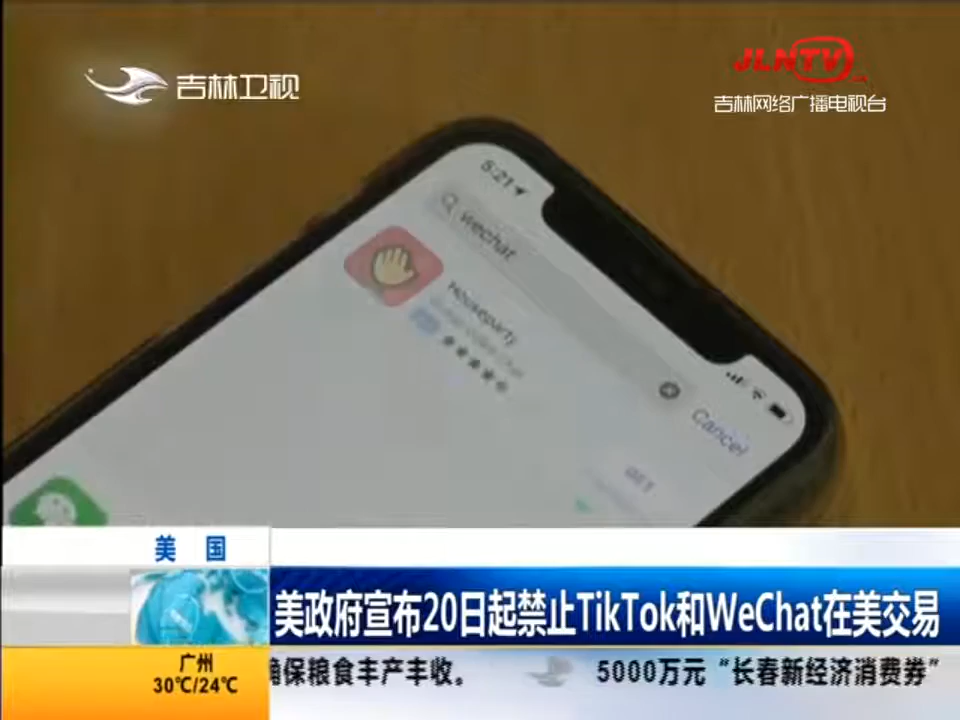 吉林卫视
JLNTV
吉林网络广播电视台
5:21
wechat
Houseparty
Cancel
GET
美 国
美政府宣布20日起禁止TikTok和WeChat在美交易
广州
30℃/24℃
确保粮食丰产丰收。 5000万元“长春新经济消费券”